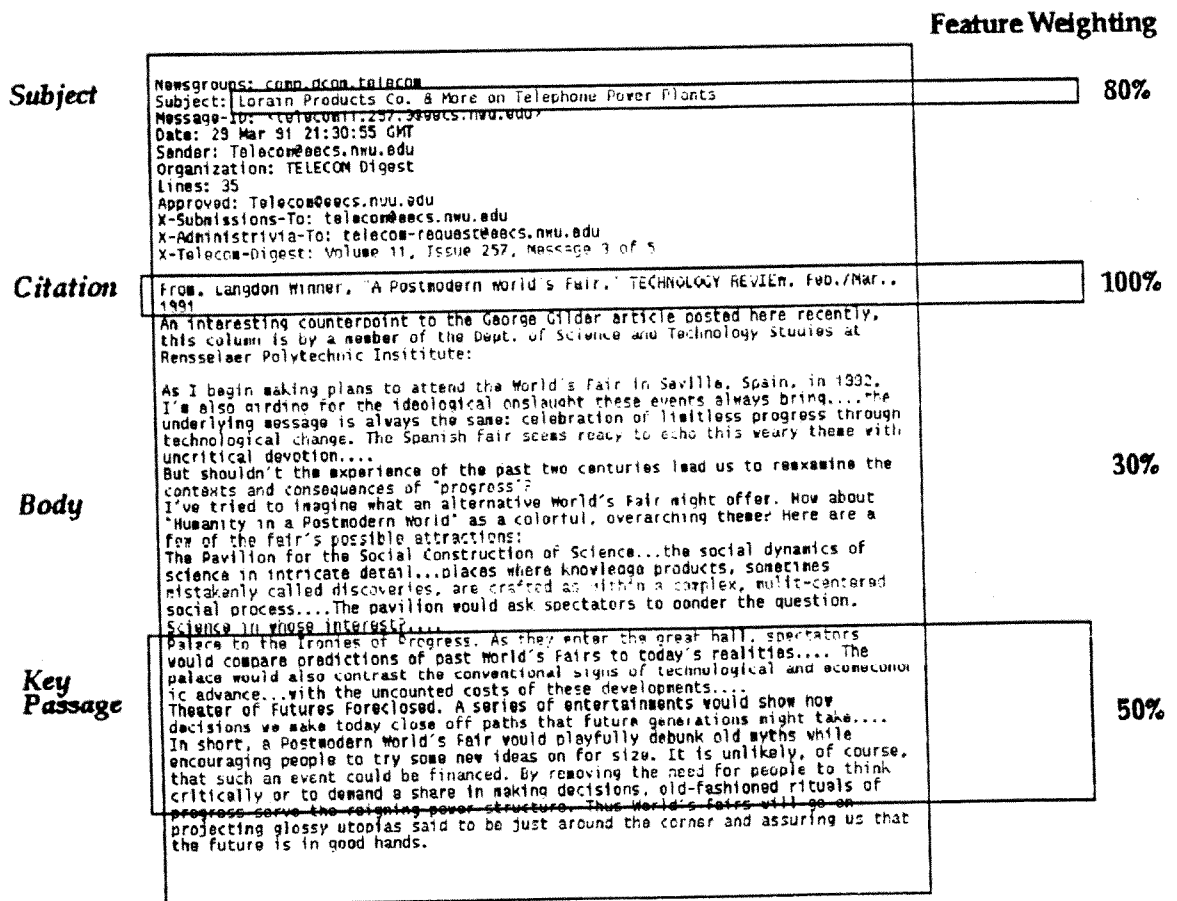 Feature Weighting
Subject
80%
Newsgroups: comp.dcom.telecom
Subject: Lorain Products Co. & More on Telephone Power Plants
Message-ID: <telecom11.257.3@eecs.nwu.edu>
Date: 29 Mar 91 21:30:55 GMT
Sender: Telecom@eecs.nwu.edu
Organization: TELECOM Digest
Lines: 35
Approved: Telecom@eecs.nwu.edu
X-Submissions-To: telecom@eecs.nwu.edu
X-Administrivia-To: telecom-request@eecs.nwu.edu
X-Telecom-Digest: Volume 11, Issue 257, Message 3 of 5
Citation
100%
From. Langdon Winner, "A Postmodern World's Fair," TECHNOLOGY REVIEW, Feb./Mar.,
1991
An interesting counterpoint to the George Gilder article posted here recently,
this column is by a member of the Dept. of Science and Technology Studies at
Rensselaer Polytechnic Insititute:
As I begin making plans to attend the World's Fair in Seville, Spain, in 1992,
I'm also girding for the ideological onslaught these events always bring....the
underlying message is always the same: celebration of limitless progress through
technological change. The Spanish fair seems ready to echo this weary theme with
uncritical devotion....
But shouldn't the experience of the past two centuries lead us to reexamine the
contexts and consequences of "progress"?
30%
Body
I've tried to imagine what an alternative World's Fair might offer. How about
"Humanity in a Postmodern World" as a colorful, overarching theme? Here are a
few of the fair's possible attractions:
The Pavilion for the Social Construction of Science...the social dynamics of
science in intricate detail...places where knowledge products, sometimes
mistakenly called discoveries, are crafted as within a complex, mulit-centered
social process....The pavilion would ask spectators to ponder the question,
Science in whose interest?....
Key
Passage
50%
Palace to the Ironies of Progress. As they enter the great hall, spectators
would compare predictions of past World's Fairs to today's realities.... The
palace would also contrast the conventional signs of technological and
ic advance...with the uncounted costs of these developments....
Theater of Futures Foreclosed. A series of entertainments would show how
decisions we make today close off paths that future generations might take....
In short, a Postmodern World's Fair would playfully debunk old myths while
encouraging people to try some new ideas on for size. It is unlikely, of course,
that such an event could be financed. By removing the need for people to think
critically or to demand a share in making decisions, old-fashioned rituals of
progress serve the reigning power structure. Thus World's Fairs will go on
projecting glossy utopias said to be just around the corner and assuring us that
the future is in good hands.